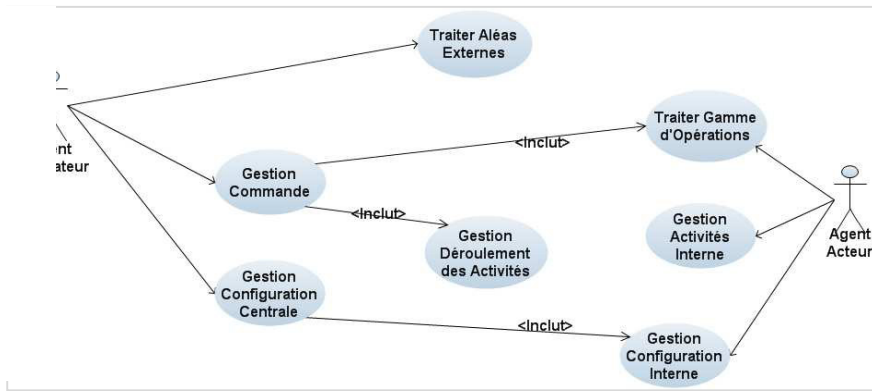 Traiter Aléas
Externes
Traiter Gamme
d'Opérations
<Inclut>
Gestion
Commande
<Inclut>
Gestion
Déroulement
des Activités
Gestion
Activités
Interne
Agent
Acteur
Gestion
Configuration
Centrale
<Inclut>
Gestion
Configuration
Interne